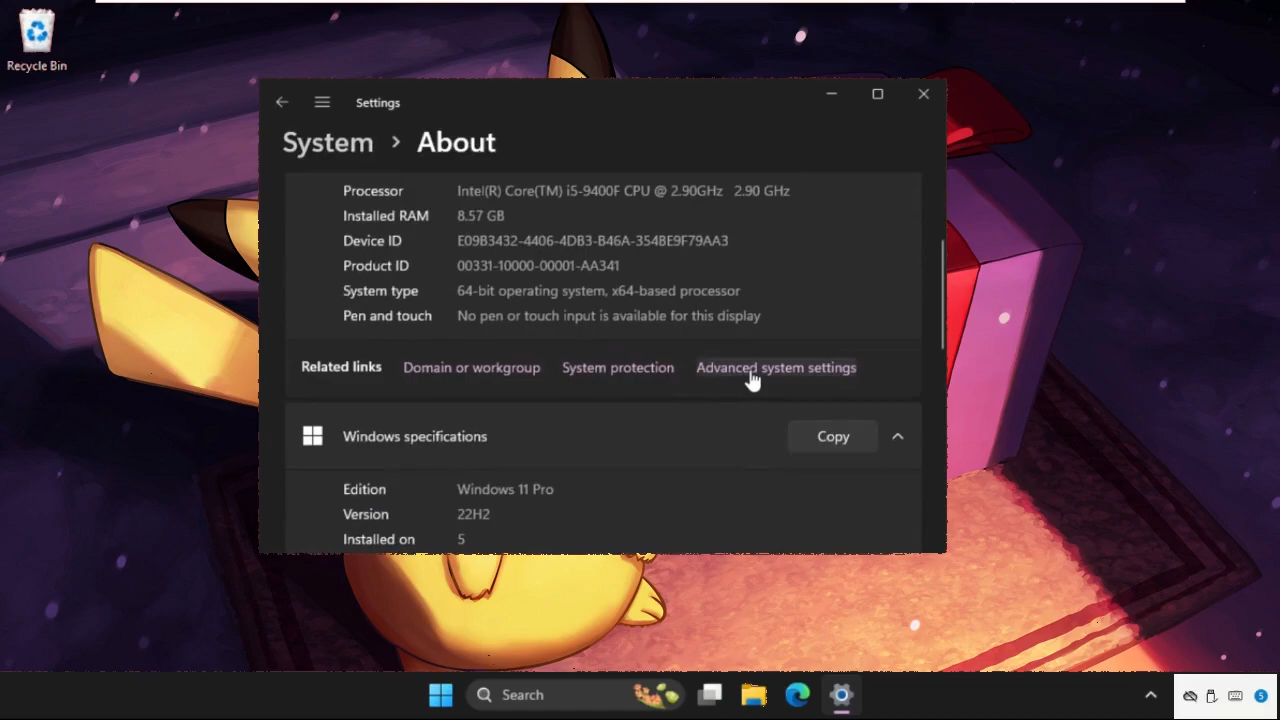 Recycle Bin
Settings
System > About
Processor Intel(R) Core(TM) i5-9400F CPU @ 2.90GHz 2.90 GHz
Installed RAM 8.57 GB
Device ID E09B3432-4406-4DB3-B46A-354BE9F79AA3
Product ID 00331-10000-00001-AA341
System type 64-bit operating system, x64-based processor
Pen and touch No pen or touch input is available for this display
Related links Domain or workgroup System protection Advanced system settings
Windows specifications Copy
Edition Windows 11 Pro
Version 22H2
Installed on 5
Search
5